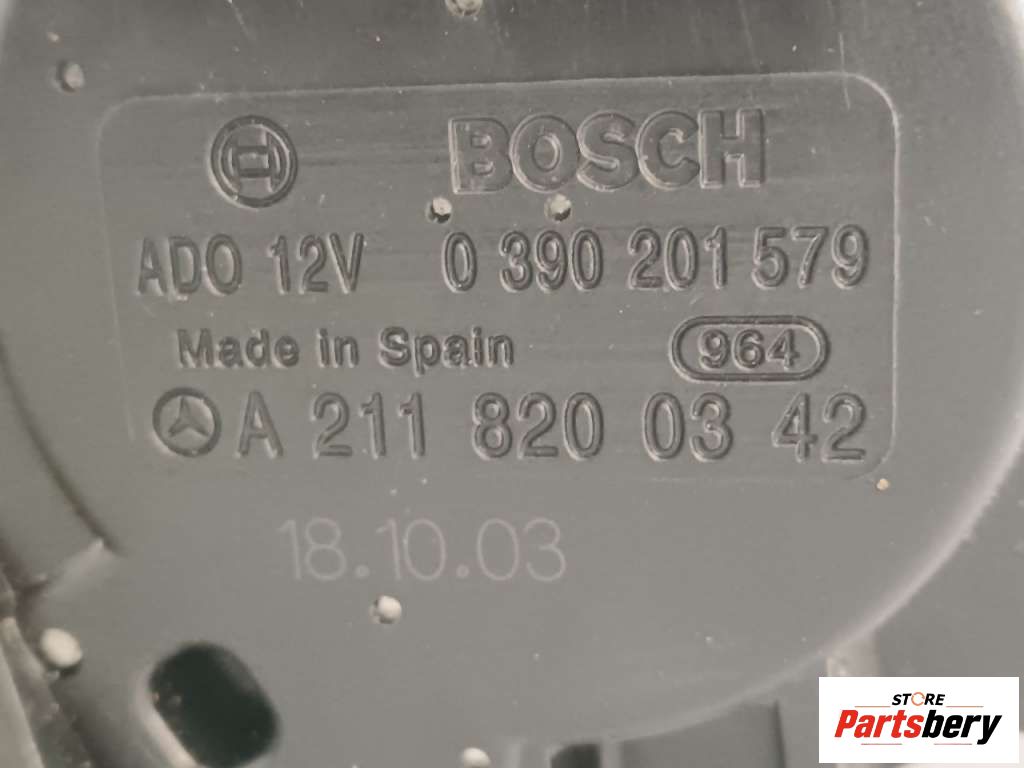 BOSCH
ADO 12V 0 390 201 579
Made in Spain 964
A 211 820 03 42
18.10.03
STORE
Partsbery